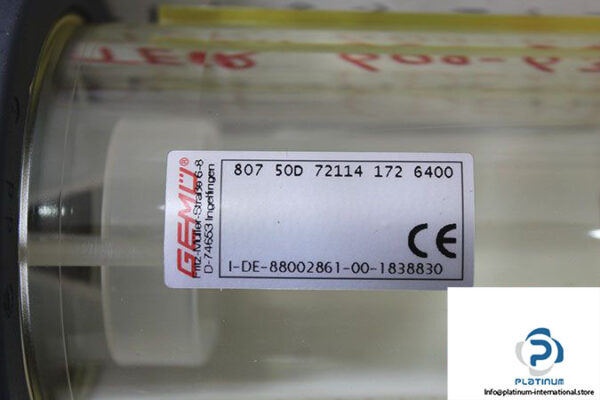 807 50D 72114 172 6400
GEMÜ®
Fritz-Müller-Straße 6-8
D-74653 Ingelfingen
CE
I-DE-88002861-00-1838830
PLATINUM
Info@platinum-international.store